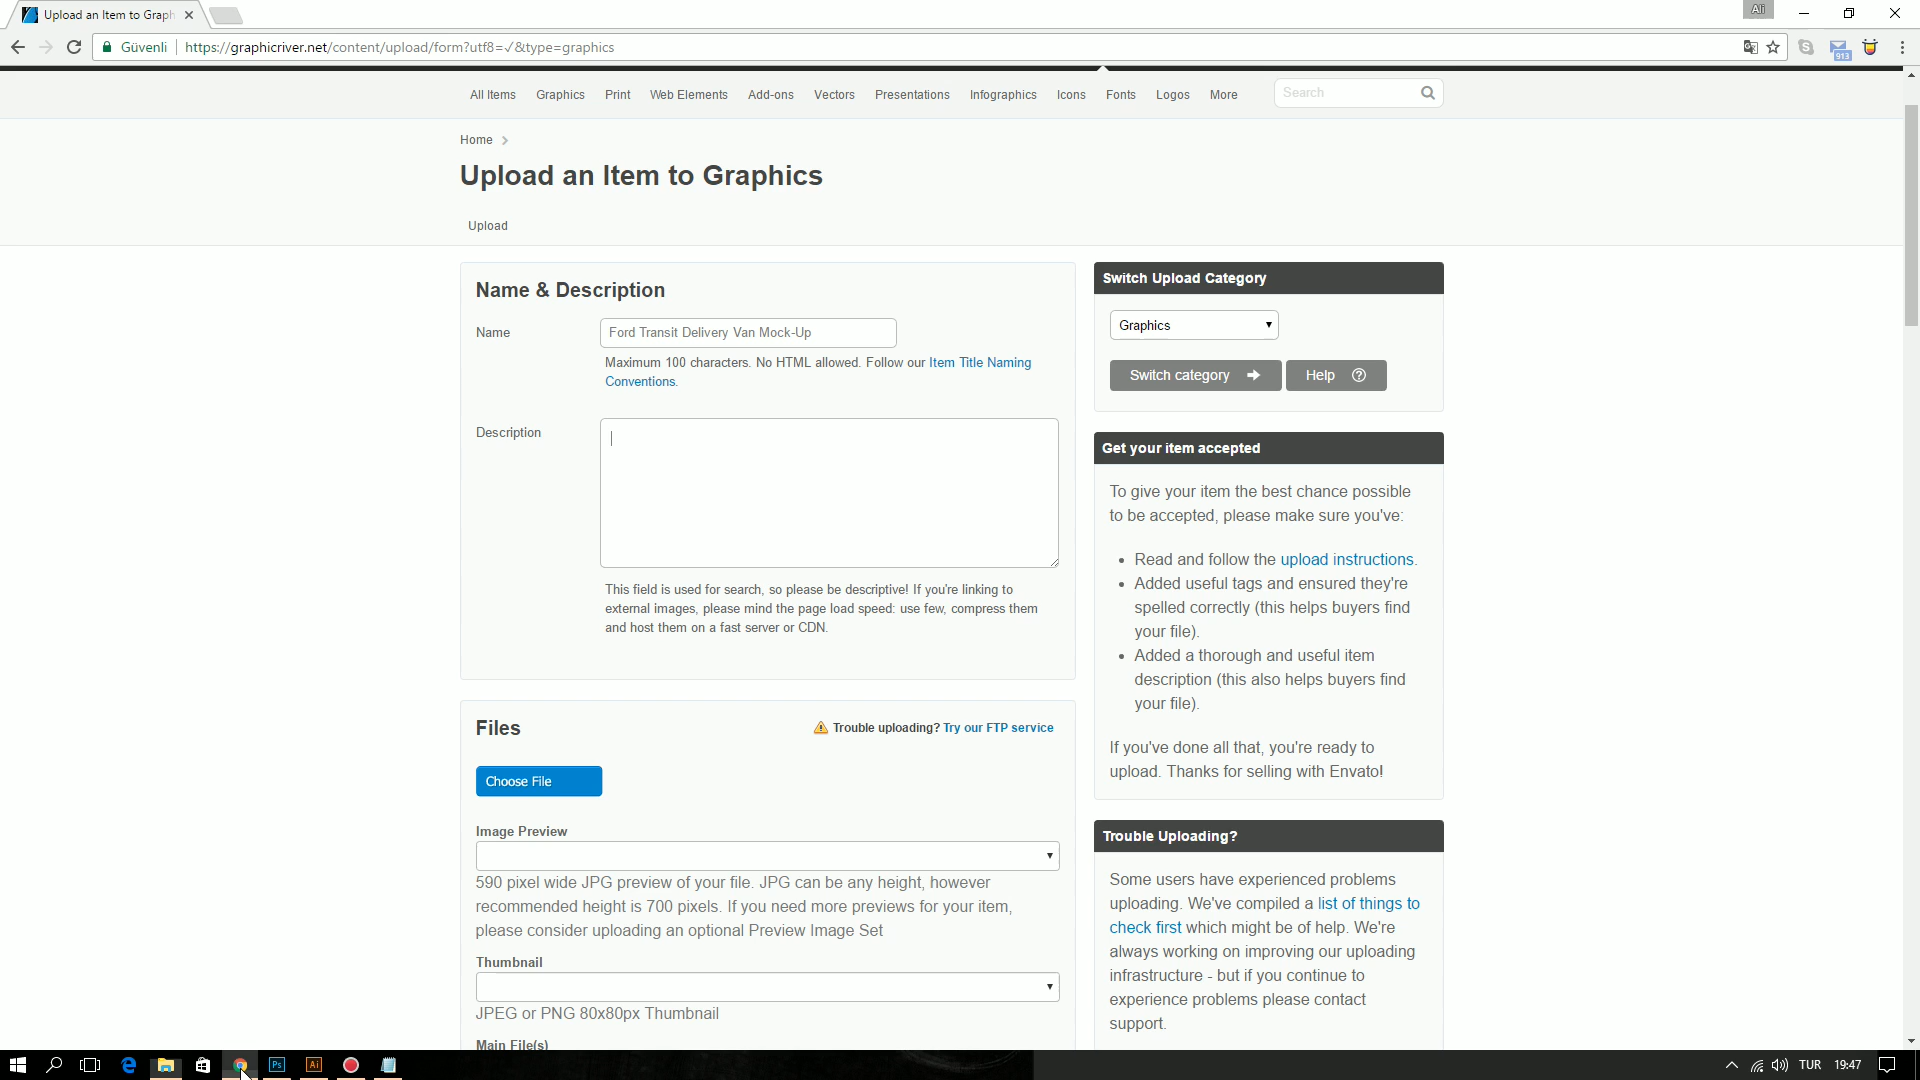 Upload an Item to Graph
Ali
Güvenli
https://graphicriver.net/content/upload/form?utf8=✓&type=graphics
913
All Items Graphics Print Web Elements Add-ons Vectors Presentations Infographics Icons Fonts Logos More
Search
Home
Upload an Item to Graphics
Upload
Name & Description
Name
Ford Transit Delivery Van Mock-Up
Maximum 100 characters. No HTML allowed. Follow our Item Title Naming
Conventions.
Description
This field is used for search, so please be descriptive! If you're linking to
external images, please mind the page load speed: use few, compress them
and host them on a fast server or CDN.
Files
Trouble uploading? Try our FTP service
Choose File
Image Preview
590 pixel wide JPG preview of your file. JPG can be any height, however
recommended height is 700 pixels. If you need more previews for your item,
please consider uploading an optional Preview Image Set
Thumbnail
JPEG or PNG 80x80px Thumbnail
Main File(s)
Switch Upload Category
Graphics
Switch category
Help
Get your item accepted
To give your item the best chance possible
to be accepted, please make sure you've:
• Read and follow the upload instructions.
• Added useful tags and ensured they're
spelled correctly (this helps buyers find
your file).
• Added a thorough and useful item
description (this also helps buyers find
your file).
If you've done all that, you're ready to
upload. Thanks for selling with Envato!
Trouble Uploading?
Some users have experienced problems
uploading. We've compiled a list of things to
check first which might be of help. We're
always working on improving our uploading
infrastructure - but if you continue to
experience problems please contact
support.
Ps
Ai
TUR
19:47